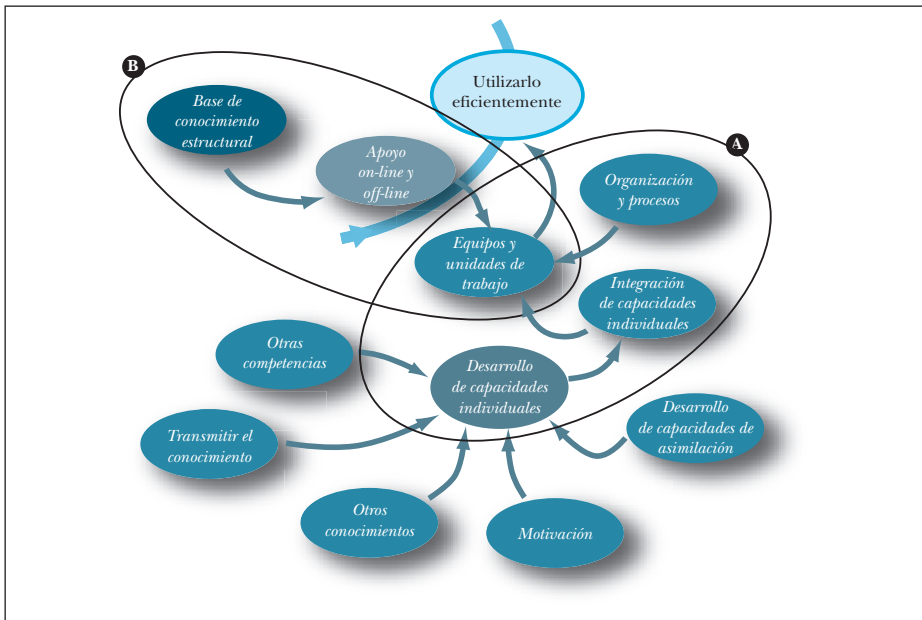 B
Utilizarlo
eficientemente
Base de
conocimiento
estructural
A
Apoyo
on-line y
off-line
Organización
y procesos
Equipos y
unidades de
trabajo
Integración
de capacidades
individuales
Otras
competencias
Desarrollo
de capacidades
individuales
Desarrollo
de capacidades de
asimilación
Transmitir el
conocimiento
Otros
conocimientos
Motivación